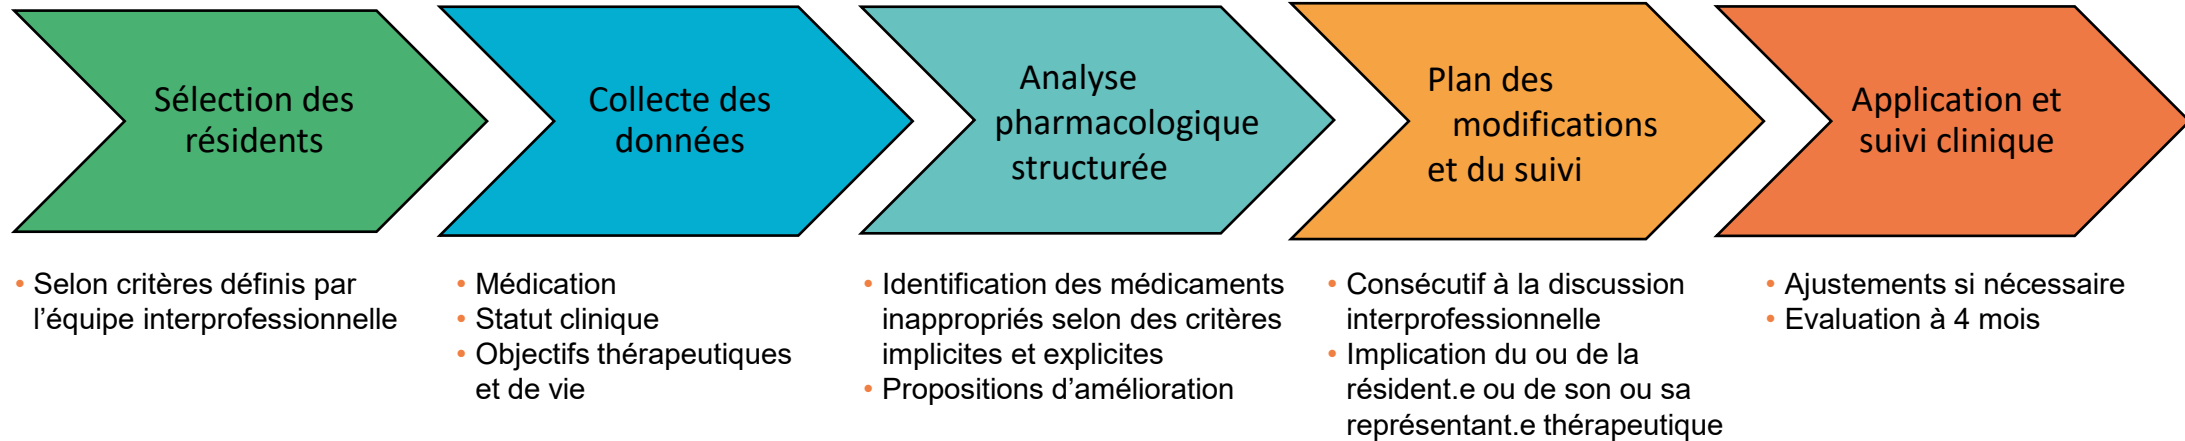 Sélection des
résidents
Collecte des
données
Analyse
pharmacologique
structurée
Plan des
modifications
et du suivi
Application et
suivi clinique
• Selon critères définis par
l’équipe interprofessionnelle
• Médication
• Statut clinique
• Objectifs thérapeutiques
et de vie
• Identification des médicaments
inappropriés selon des critères
implicites et explicites
• Propositions d’amélioration
• Consécutif à la discussion
interprofessionnelle
• Implication du ou de la
résident.e ou de son ou sa
représentant.e thérapeutique
• Ajustements si nécessaire
• Evaluation à 4 mois